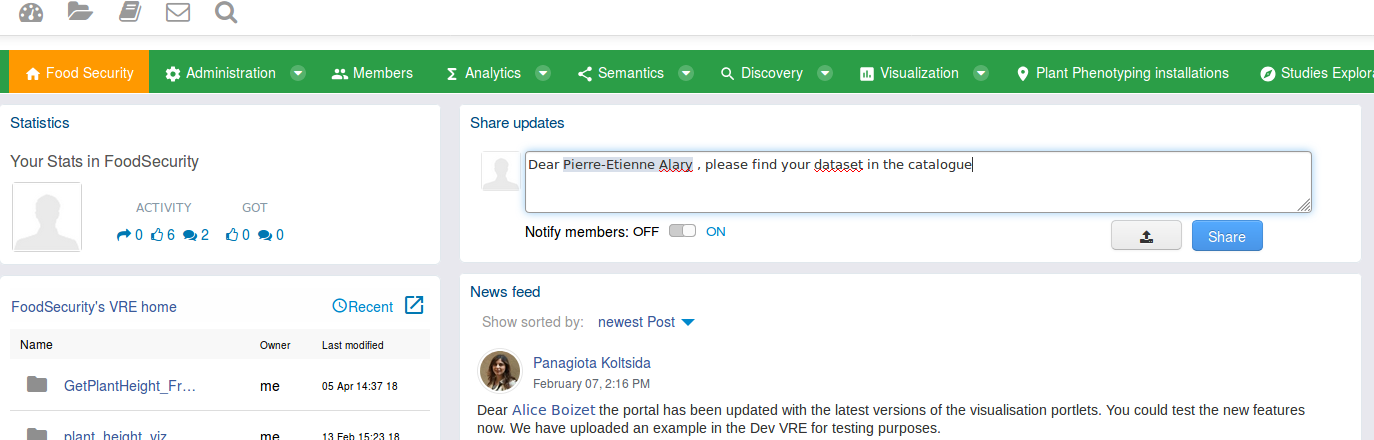 Food Security Administration Members Analytics Semantics Discovery Visualization Plant Phenotyping installations Studies Explora
Statistics
Your Stats in FoodSecurity
ACTIVITY GOT
0 6 2 0 0
FoodSecurity's VRE home Recent
Name Owner Last modified
GetPlantHeight_Fr... me 05 Apr 14:37 18
plant_height_viz me 13 Feb 15:23 18
Share updates
Dear Pierre-Etienne Alary , please find your dataset in the catalogue
Notify members: OFF ON
Share
News feed
Show sorted by: newest Post
Panagiota Koltsida
February 07, 2:16 PM
Dear Alice Boizet the portal has been updated with the latest versions of the visualisation portlets. You could test the new features
now. We have uploaded an example in the Dev VRE for testing purposes.